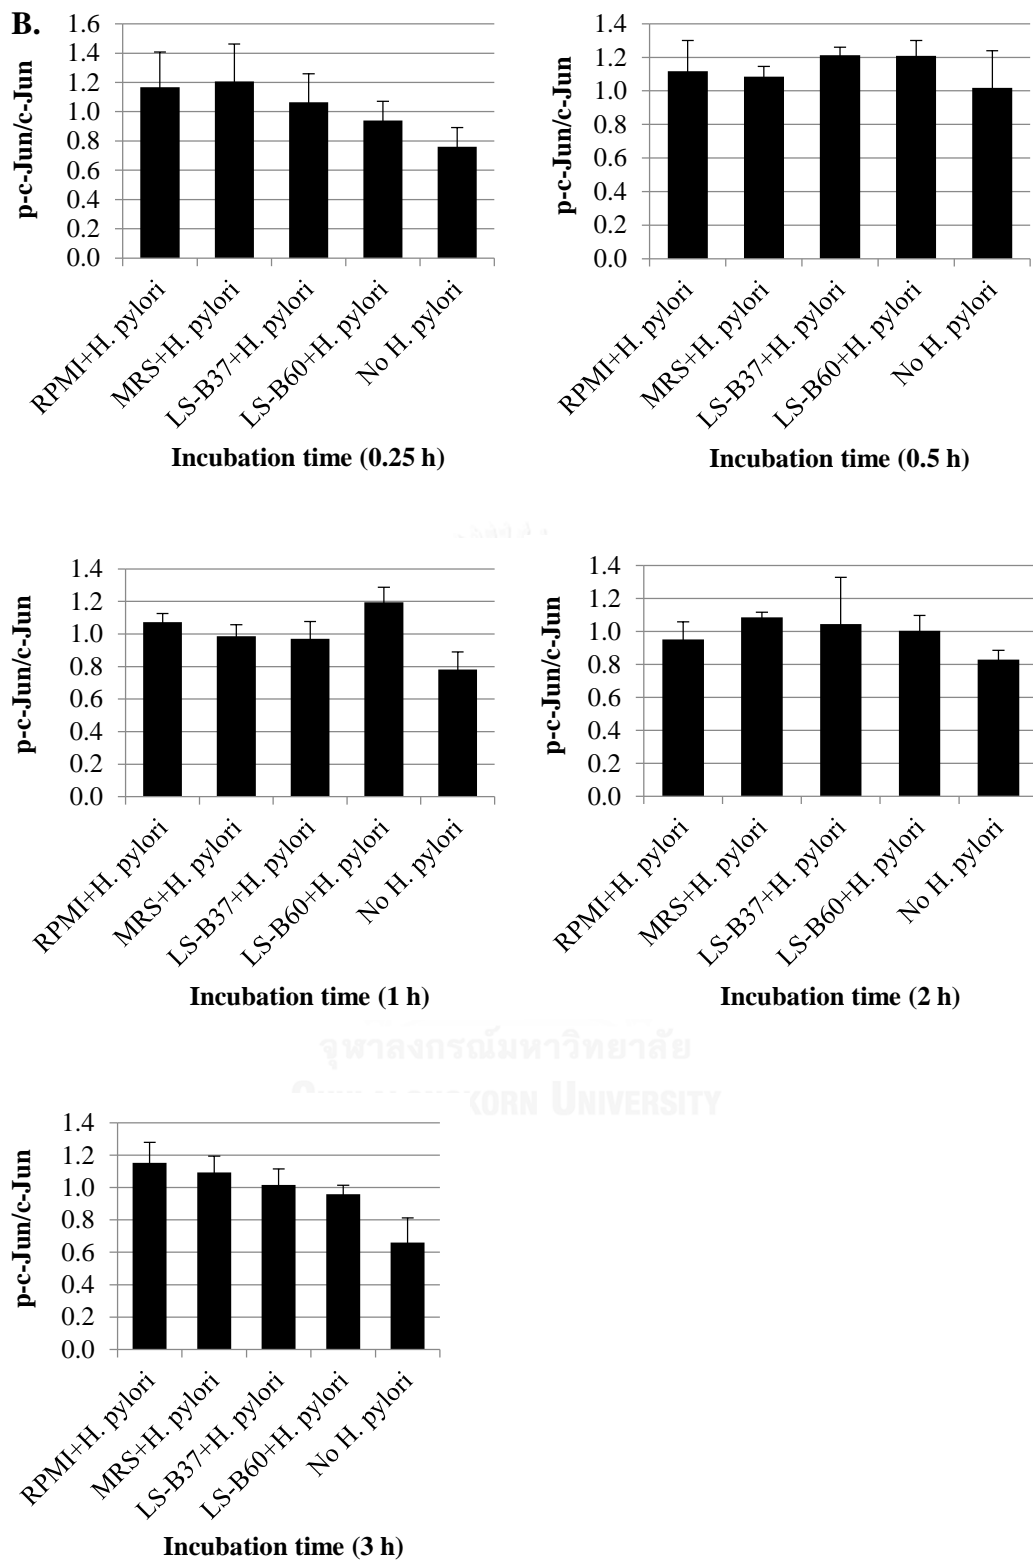 B.
p-c-Jun/c-Jun
1.6
1.4
1.2
1.0
0.8
0.6
0.4
0.2
0.0
RPMI+H. pylori
MRS+H. pylori
LS-B37+H. pylori
LS-B60+H. pylori
No H. pylori
Incubation time (0.25 h)
p-c-Jun/c-Jun
1.4
1.2
1.0
0.8
0.6
0.4
0.2
0.0
RPMI+H. pylori
MRS+H. pylori
LS-B37+H. pylori
LS-B60+H. pylori
No H. pylori
Incubation time (0.5 h)
p-c-Jun/c-Jun
1.4
1.2
1.0
0.8
0.6
0.4
0.2
0.0
RPMI+H. pylori
MRS+H. pylori
LS-B37+H. pylori
LS-B60+H. pylori
No H. pylori
Incubation time (1 h)
p-c-Jun/c-Jun
1.4
1.2
1.0
0.8
0.6
0.4
0.2
0.0
RPMI+H. pylori
MRS+H. pylori
LS-B37+H. pylori
LS-B60+H. pylori
No H. pylori
Incubation time (2 h)
จุฬาลงกรณ์มหาวิทยาลัย
UNIVERSITY
p-c-Jun/c-Jun
1.4
1.2
1.0
0.8
0.6
0.4
0.2
0.0
RPMI+H. pylori
MRS+H. pylori
LS-B37+H. pylori
LS-B60+H. pylori
No H. pylori
Incubation time (3 h)